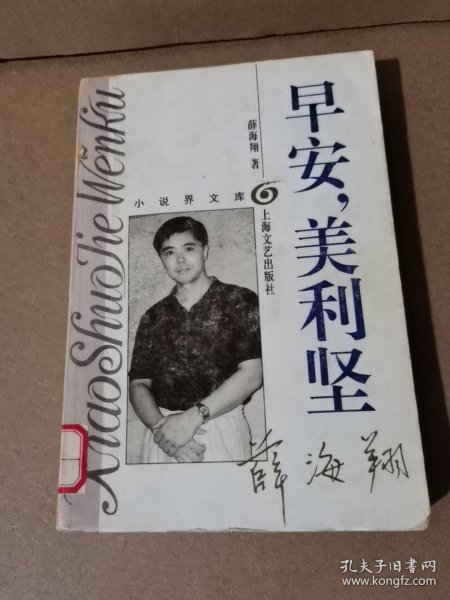 XiaoShuoJie Wenku
早安，美利坚
薛海翔 著
小说界文库
上海文艺出版社
薛海翔
孔夫子旧书网
www.kongfz.com